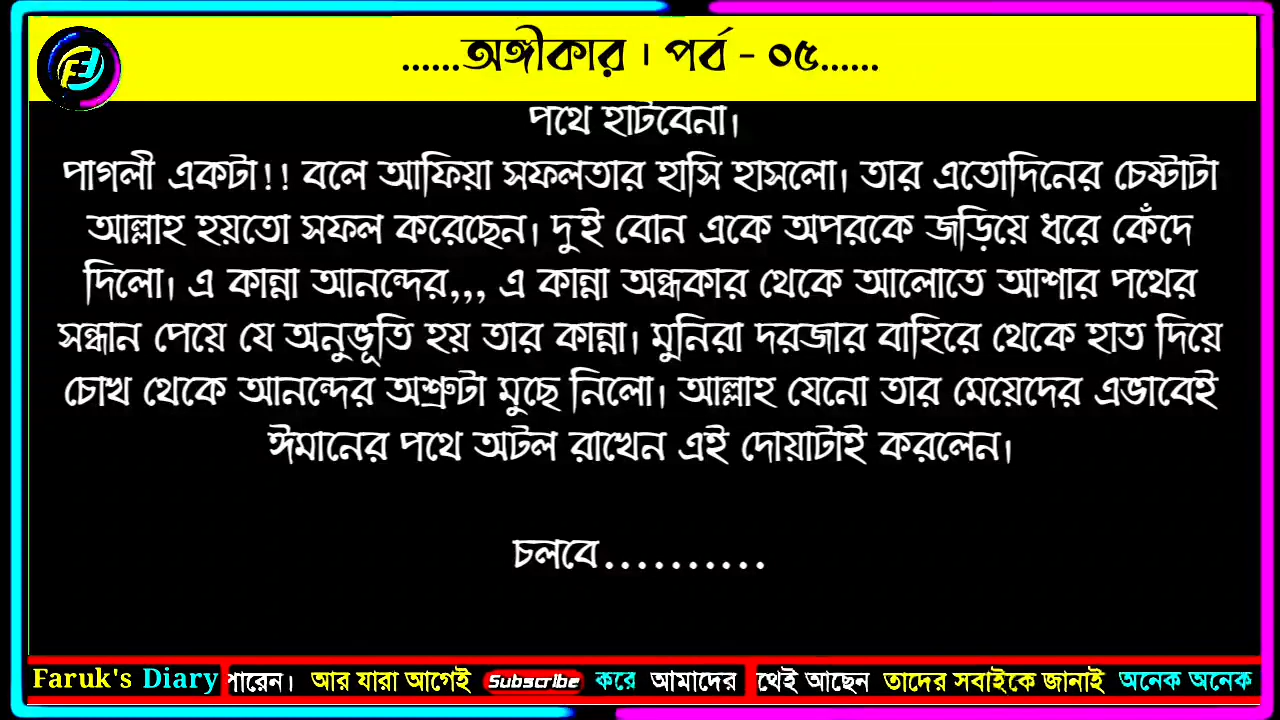 ......অঙ্গীকার । পর্ব - ০৫......
পথে হাটবেনা।
পাগলী একটা!! বলে আফিয়া সফলতার হাসি হাসলো। তার এতোদিনের চেষ্টাটা
আল্লাহ হয়তো সফল করেছেন। দুই বোন একে অপরকে জড়িয়ে ধরে কেঁদে
দিলো। এ কান্না আনন্দের,,, এ কান্না অন্ধকার থেকে আলোতে আশার পথের
সন্ধান পেয়ে যে অনুভূতি হয় তার কান্না। মুনিরা দরজার বাহিরে থেকে হাত দিয়ে
চোখ থেকে আনন্দের অশ্রুটা মুছে নিলো। আল্লাহ যেনো তার মেয়েদের এভাবেই
ঈমানের পথে অটল রাখেন এই দোয়াটাই করলেন।
চলবে..........
Faruk's Diary পারেন। আর যারা আগেই Subscribe করে আমাদের থেই আছেন তাদের সবাইকে জানাই অনেক অনেক